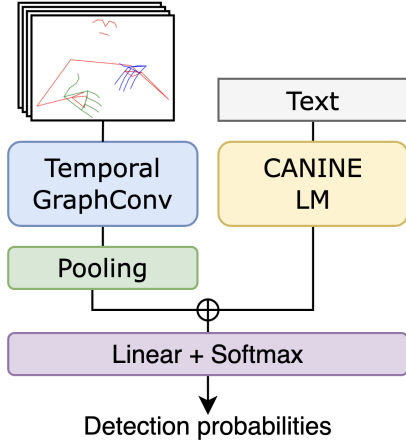 Text
Temporal
GraphConv
CANINE
LM
Pooling
Linear + Softmax
Detection probabilities